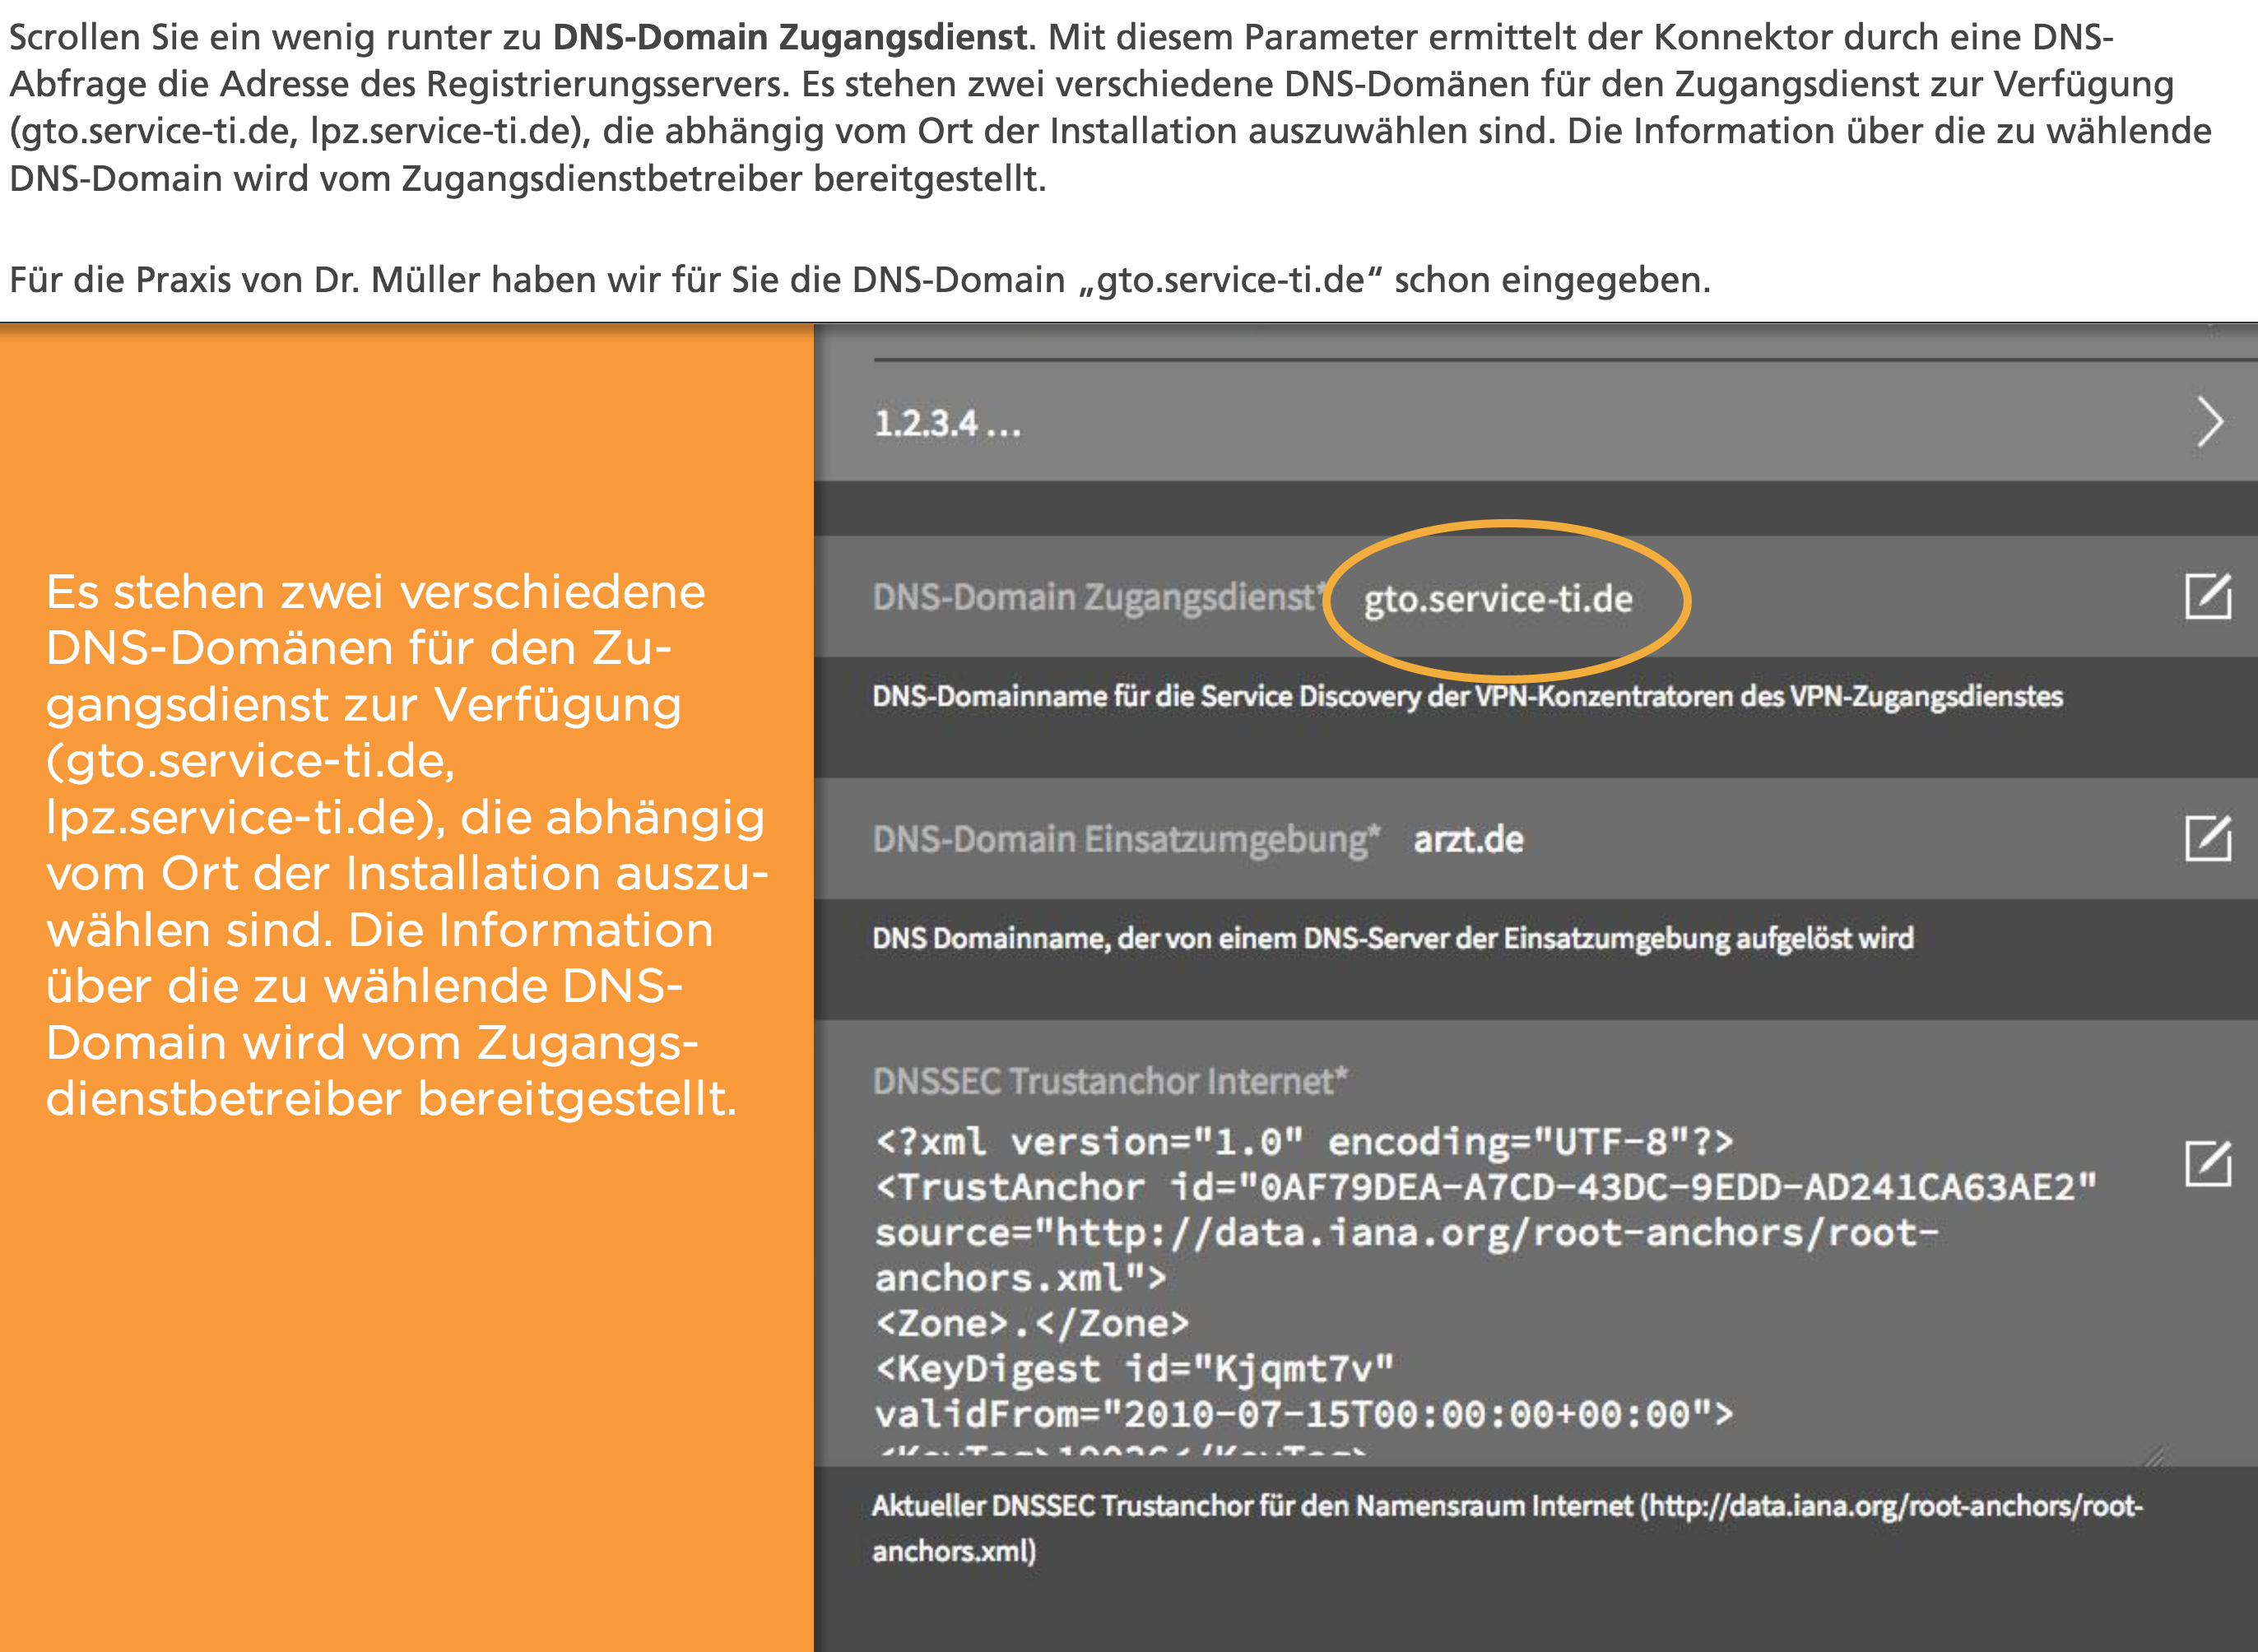 Scrollen Sie ein wenig runter zu DNS-Domain Zugangsdienst. Mit diesem Parameter ermittelt der Konnektor durch eine DNS-
Abfrage die Adresse des Registrierungsservers. Es stehen zwei verschiedene DNS-Domänen für den Zugangsdienst zur Verfügung
(gto.service-ti.de, lpz.service-ti.de), die abhängig vom Ort der Installation auszuwählen sind. Die Information über die zu wählende
DNS-Domain wird vom Zugangsdienstbetreiber bereitgestellt.
Für die Praxis von Dr. Müller haben wir für Sie die DNS-Domain „gto.service-ti.de“ schon eingegeben.
Es stehen zwei verschiedene
DNS-Domänen für den Zu-
gangsdienst zur Verfügung
(gto.service-ti.de,
lpz.service-ti.de), die abhängig
vom Ort der Installation auszu-
wählen sind. Die Information
über die zu wählende DNS-
Domain wird vom Zugangs-
dienstbetreiber bereitgestellt.
1.2.3.4 ...
DNS-Domain Zugangsdienst* gto.service-ti.de
DNS-Domainname für die Service Discovery der VPN-Konzentratoren des VPN-Zugangsdienstes
DNS-Domain Einsatzumgebung* arzt.de
DNS Domainname, der von einem DNS-Server der Einsatzumgebung aufgelöst wird
DNSSEC Trustanchor Internet*
<?xml version="1.0" encoding="UTF-8"?>
<TrustAnchor id="0AF79DEA-A7CD-43DC-9EDD-AD241CA63AE2"
source="http://data.iana.org/root-anchors/root-
anchors.xml">
<Zone>.</Zone>
<KeyDigest id="Kjqmt7v"
validFrom="2010-07-15T00:00:00+00:00">
<KeyTag>19036</KeyTag>
Aktueller DNSSEC Trustanchor für den Namensraum Internet (http://data.iana.org/root-anchors/root-
anchors.xml)